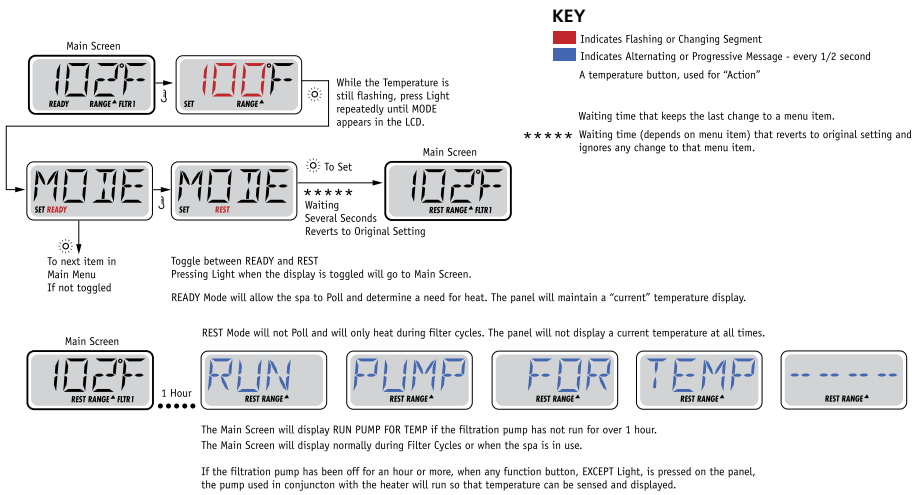 KEY
Indicates Flashing or Changing Segment
Indicates Alternating or Progressive Message - every 1/2 second
A temperature button, used for “Action”
Waiting time that keeps the last change to a menu item.
***** Waiting time (depends on menu item) that reverts to original setting and
ignores any change to that menu item.
Main Screen
102°F
READY RANGE FLTR1
100°F
SET RANGE
While the Temperature is
still flashing, press Light
repeatedly until MODE
appears in the LCD.
MODE
SET READY
MODE
SET REST
To Set
*****
Waiting
Several Seconds
Reverts to Original Setting
Main Screen
102°F
REST RANGE FLTR1
To next item in
Main Menu
If not toggled
Toggle between READY and REST
Pressing Light when the display is toggled will go to Main Screen.
READY Mode will allow the spa to Poll and determine a need for heat. The panel will maintain a “current” temperature display.
REST Mode will not Poll and will only heat during filter cycles. The panel will not display a current temperature at all times.
Main Screen
102°F
REST RANGE FLTR1
1 Hour
RUN
REST RANGE
PUMP
REST RANGE
FOR
REST RANGE
TEMP
REST RANGE
-- -- -- --
REST RANGE
The Main Screen will display RUN PUMP FOR TEMP if the filtration pump has not run for over 1 hour.
The Main Screen will display normally during Filter Cycles or when the spa is in use.
If the filtration pump has been off for an hour or more, when any function button, EXCEPT Light, is pressed on the panel,
the pump used in conjuncton with the heater will run so that temperature can be sensed and displayed.